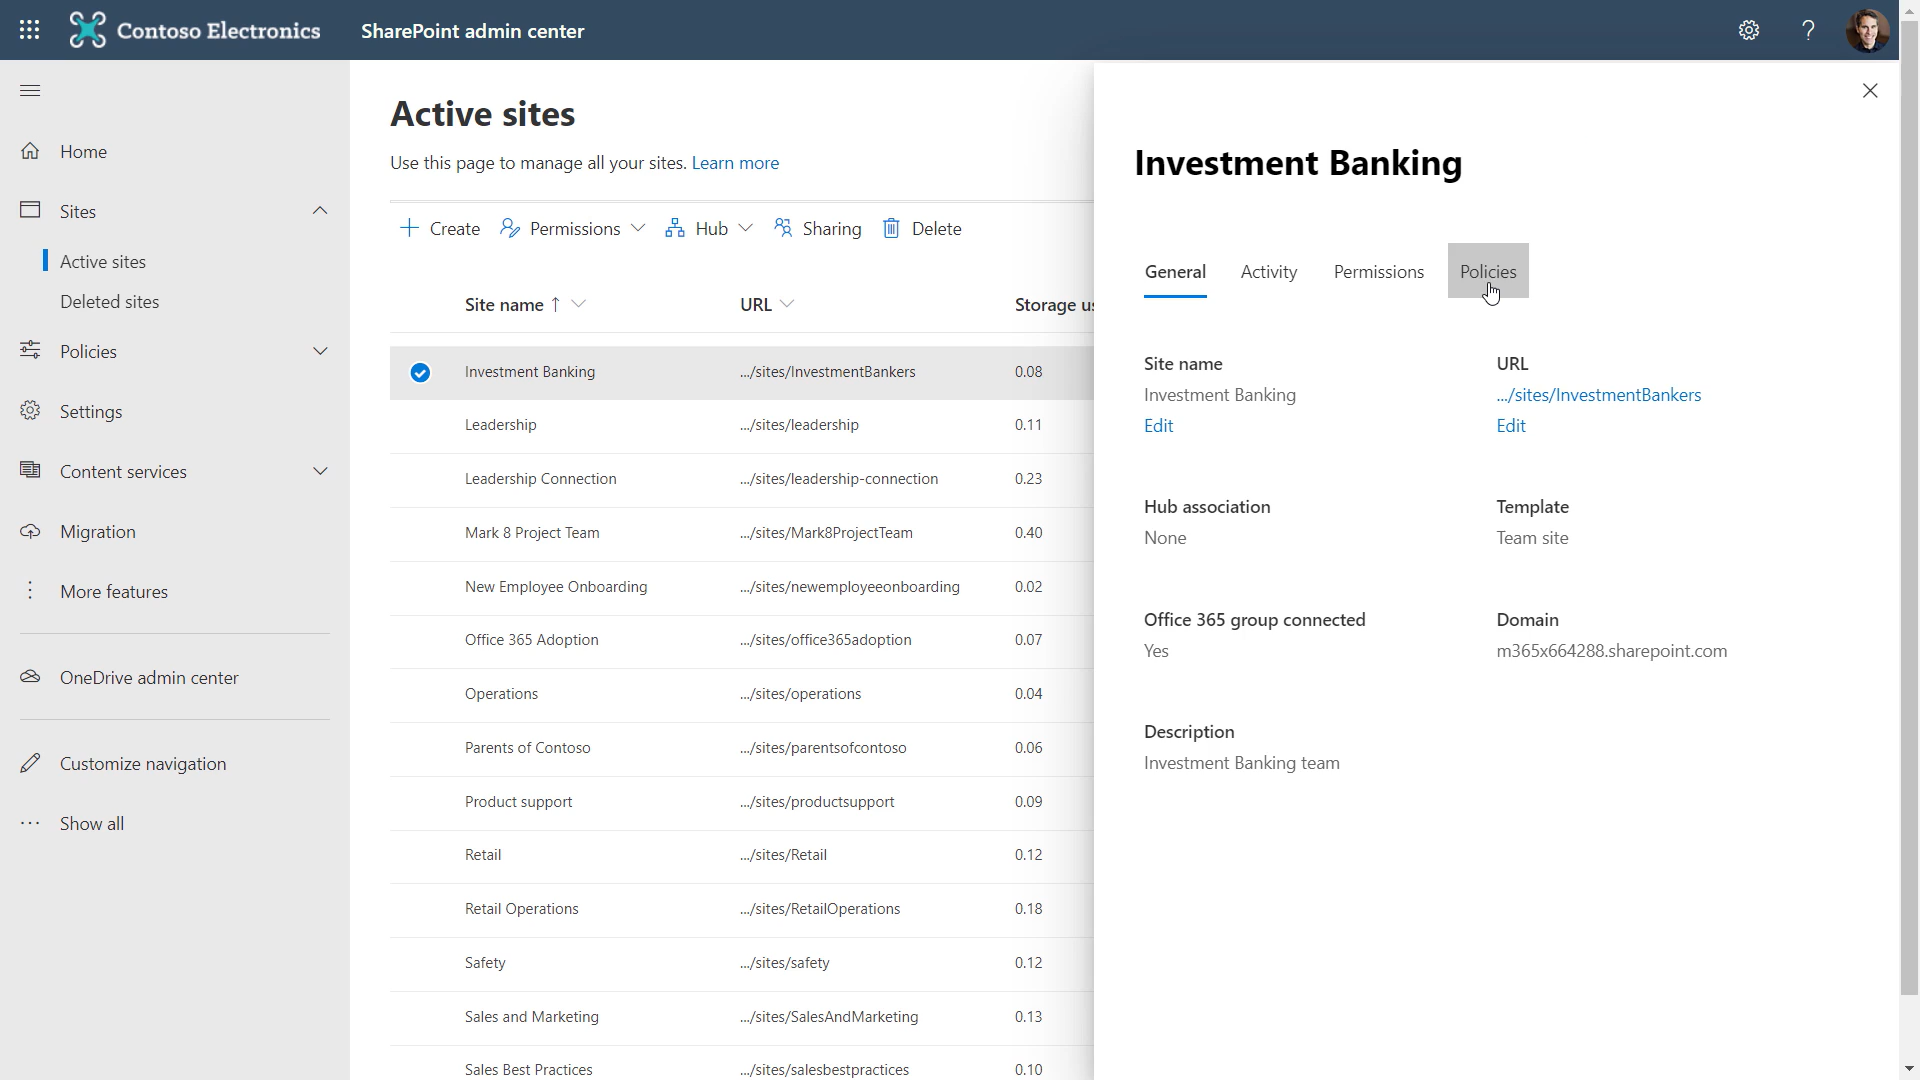 Contoso Electronics
SharePoint admin center
?
Home
Sites
Active sites
Deleted sites
Policies
Settings
Content services
Migration
More features
OneDrive admin center
Customize navigation
Show all
Active sites
Use this page to manage all your sites. Learn more
Create Permissions Hub Sharing Delete
Site name ↑ URL Storage us
Investment Banking .../sites/InvestmentBankers 0.08
Leadership .../sites/leadership 0.11
Leadership Connection .../sites/leadership-connection 0.23
Mark 8 Project Team .../sites/Mark8ProjectTeam 0.40
New Employee Onboarding .../sites/newemployeeonboarding 0.02
Office 365 Adoption .../sites/office365adoption 0.07
Operations .../sites/operations 0.04
Parents of Contoso .../sites/parentsofcontoso 0.06
Product support .../sites/productsupport 0.09
Retail .../sites/Retail 0.12
Retail Operations .../sites/RetailOperations 0.18
Safety .../sites/safety 0.12
Sales and Marketing .../sites/SalesAndMarketing 0.13
Sales Best Practices .../sites/salesbestpractices 0.10
Investment Banking
General Activity Permissions Policies
Site name
Investment Banking
Edit
URL
.../sites/InvestmentBankers
Edit
Hub association
None
Template
Team site
Office 365 group connected
Yes
Domain
m365x664288.sharepoint.com
Description
Investment Banking team